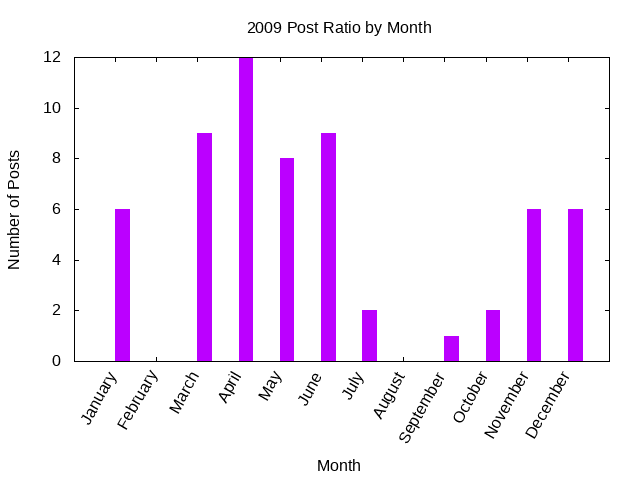 2009 Post Ratio by Month
12
10
8
6
4
2
0
Number of Posts
January
February
March
April
May
June
July
August
September
October
November
December
Month